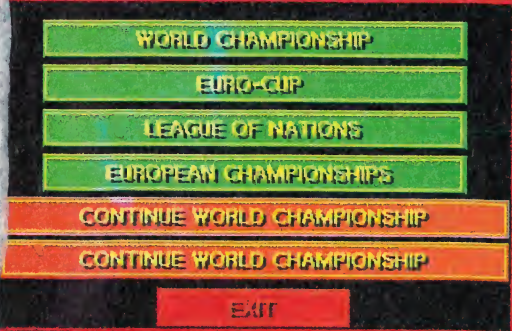 WORLD CHAMPIONSHIP
EURO-CUP
LEAGUE OF NATIONS
EUROPEAN CHAMPIONSHIPS
CONTINUE WORLD CHAMPIONSHIP
CONTINUE WORLD CHAMPIONSHIP
EXIT